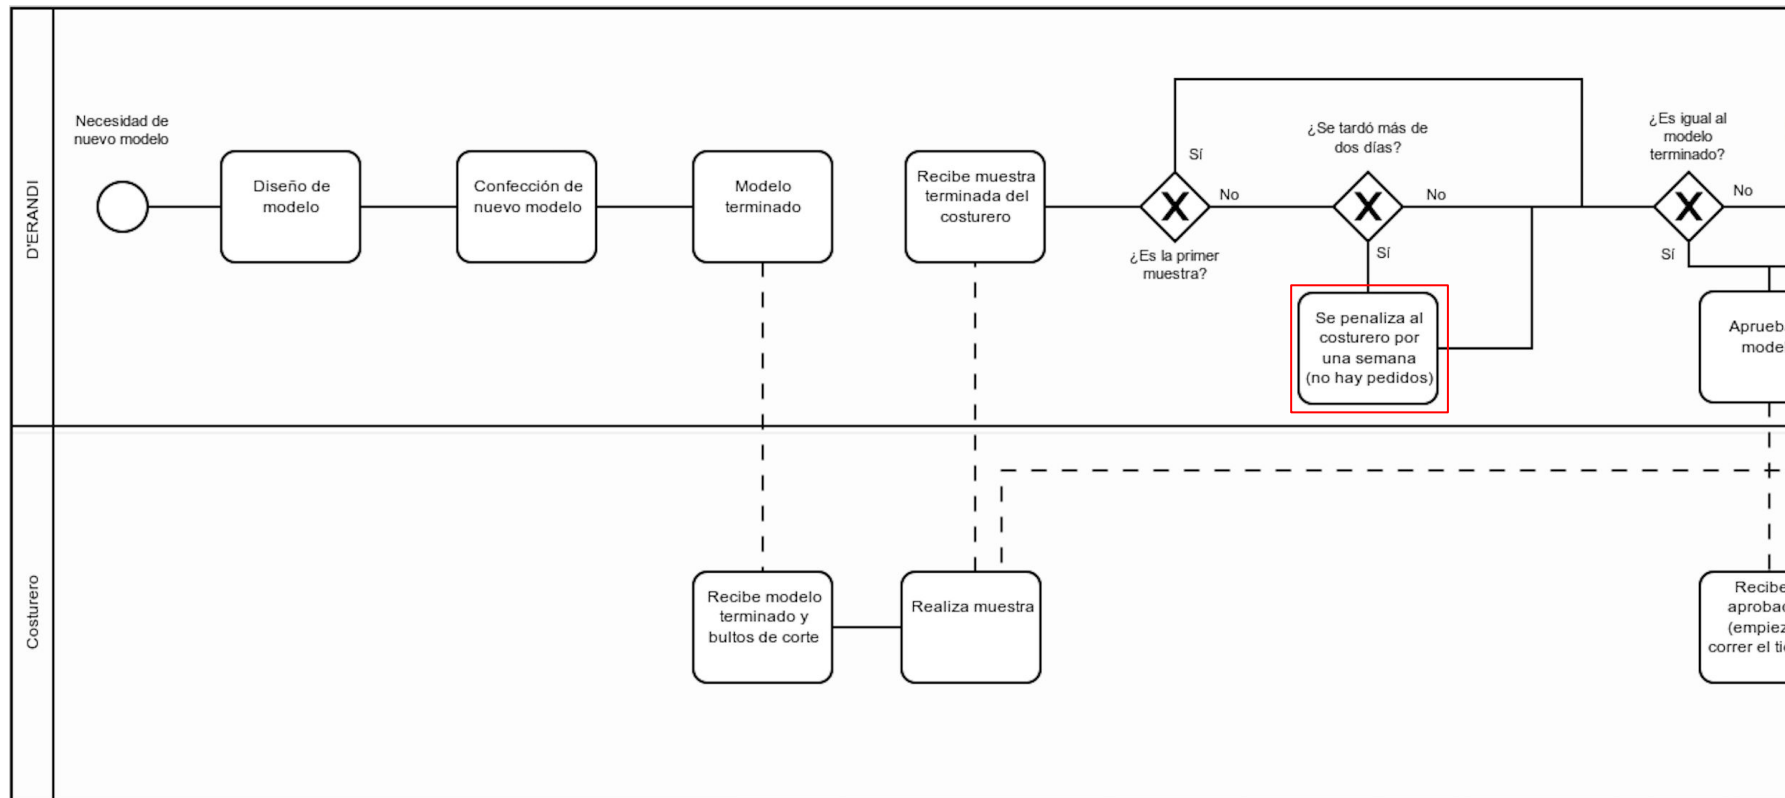 D'ERANDI
Necesidad de
nuevo modelo
Diseño de
modelo
Confección de
nuevo modelo
Modelo
terminado
Recibe muestra
terminada del
costurero
Sí
No
¿Es la primer
muestra?
¿Se tardó más de
dos días?
No
Sí
Se penaliza al
costurero por
una semana
(no hay pedidos)
¿Es igual al
modelo
terminado?
No
Sí
Costurero
Recibe modelo
terminado y
bultos de corte
Realiza muestra
Recibe
correr el